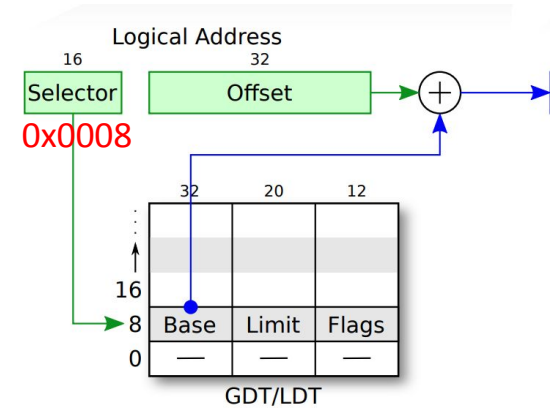 Logical Address
16 32
Selector Offset +
0x0008
32 20 12
16
8 Base Limit Flags
0 — — —
GDT/LDT